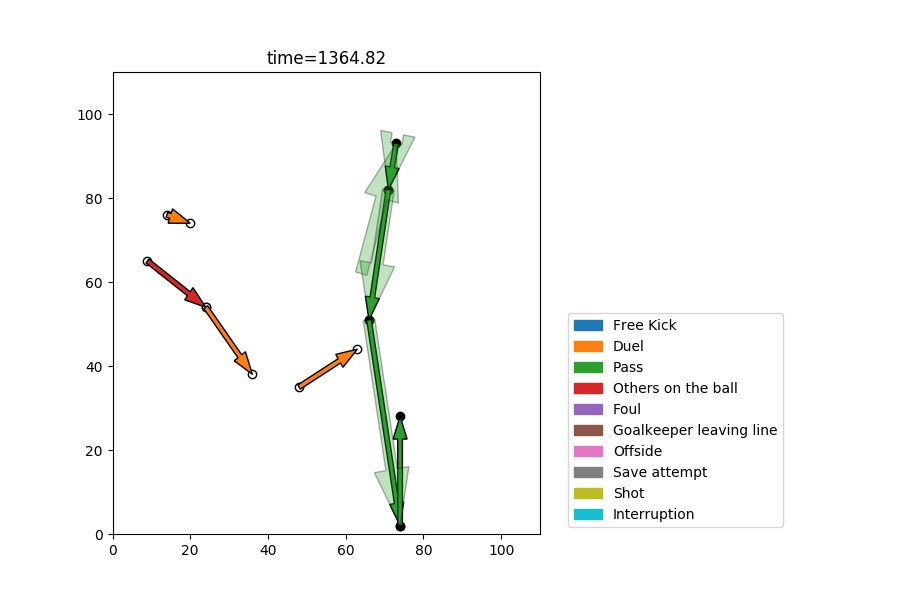 time=1364.82
100
80
60
40
20
0
0 20 40 60 80 100
Free Kick
Duel
Pass
Others on the ball
Foul
Goalkeeper leaving line
Offside
Save attempt
Shot
Interruption